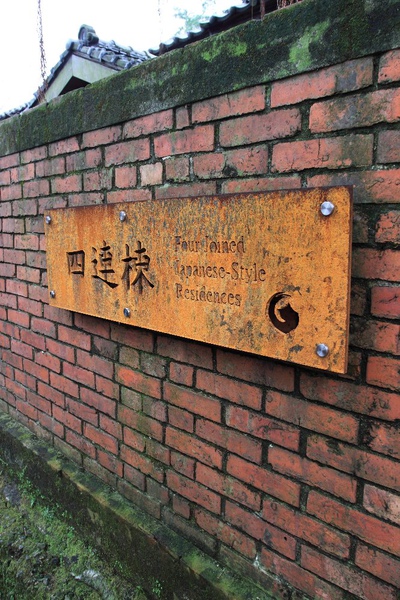 四連棟
Four Joined
Japanese-Style
Residences